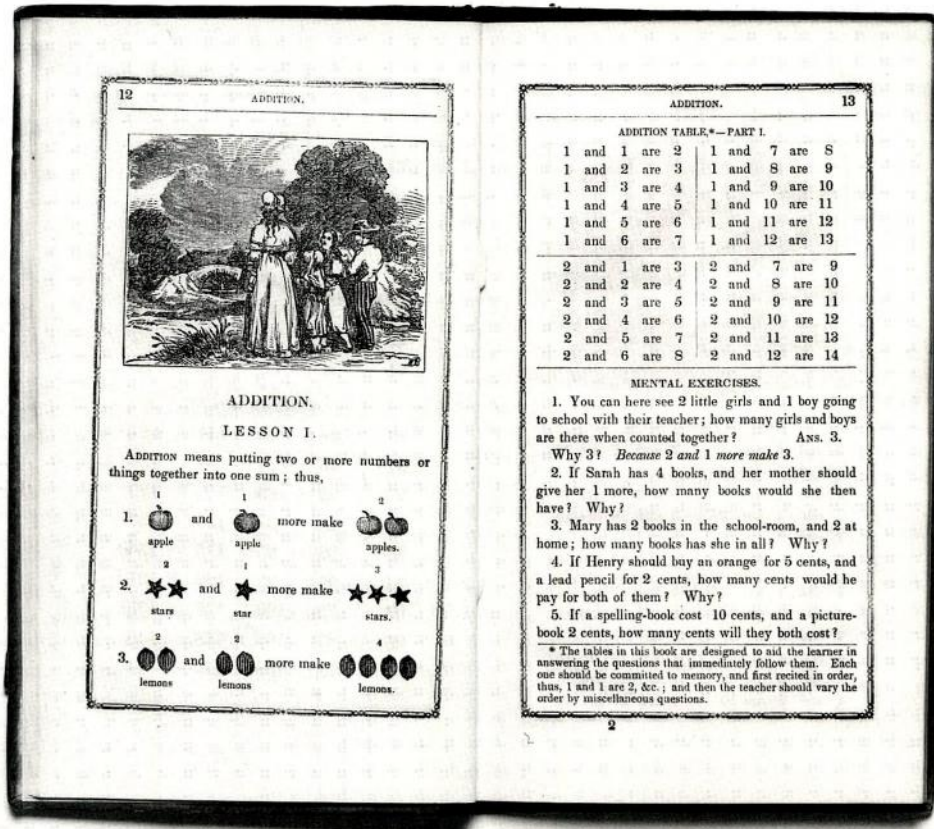 12
ADDITION.
ADDITION.
LESSON I.
ADDITION means putting two or more numbers or
things together into one sum; thus,
1 1 2
1. and more make
apple apple apples.
2 1
2. and more make
stars star stars.
2 2 4
3. and more make
lemons lemons lemons.
ADDITION. 13
ADDITION TABLE,*—PART I.
1 and 1 are 2 1 and 7 are 8
1 and 2 are 3 1 and 8 are 9
1 and 3 are 4 1 and 9 are 10
1 and 4 are 5 1 and 10 are 11
1 and 5 are 6 1 and 11 are 12
1 and 6 are 7 1 and 12 are 13
2 and 1 are 3 2 and 7 are 9
2 and 2 are 4 2 and 8 are 10
2 and 3 are 5 2 and 9 are 11
2 and 4 are 6 2 and 10 are 12
2 and 5 are 7 2 and 11 are 13
2 and 6 are 8 2 and 12 are 14
MENTAL EXERCISES.
1. You can here see 2 little girls and 1 boy going
to school with their teacher; how many girls and boys
are there when counted together? ANS. 3.
Why 3? Because 2 and 1 more make 3.
2. If Sarah has 4 books, and her mother should
give her 1 more, how many books would she then
have? Why?
3. Mary has 2 books in the school-room, and 2 at
home; how many books has she in all? Why?
4. If Henry should buy an orange for 5 cents, and
a lead pencil for 2 cents, how many cents would he
pay for both of them? Why?
5. If a spelling-book cost 10 cents, and a picture-
book 2 cents, how many cents will they both cost?
* The tables in this book are designed to aid the learner in
answering the questions that immediately follow them. Each
one should be committed to memory, and first recited in order,
thus, 1 and 1 are 2, &c.; and then the teacher should vary the
order by miscellaneous questions.
2